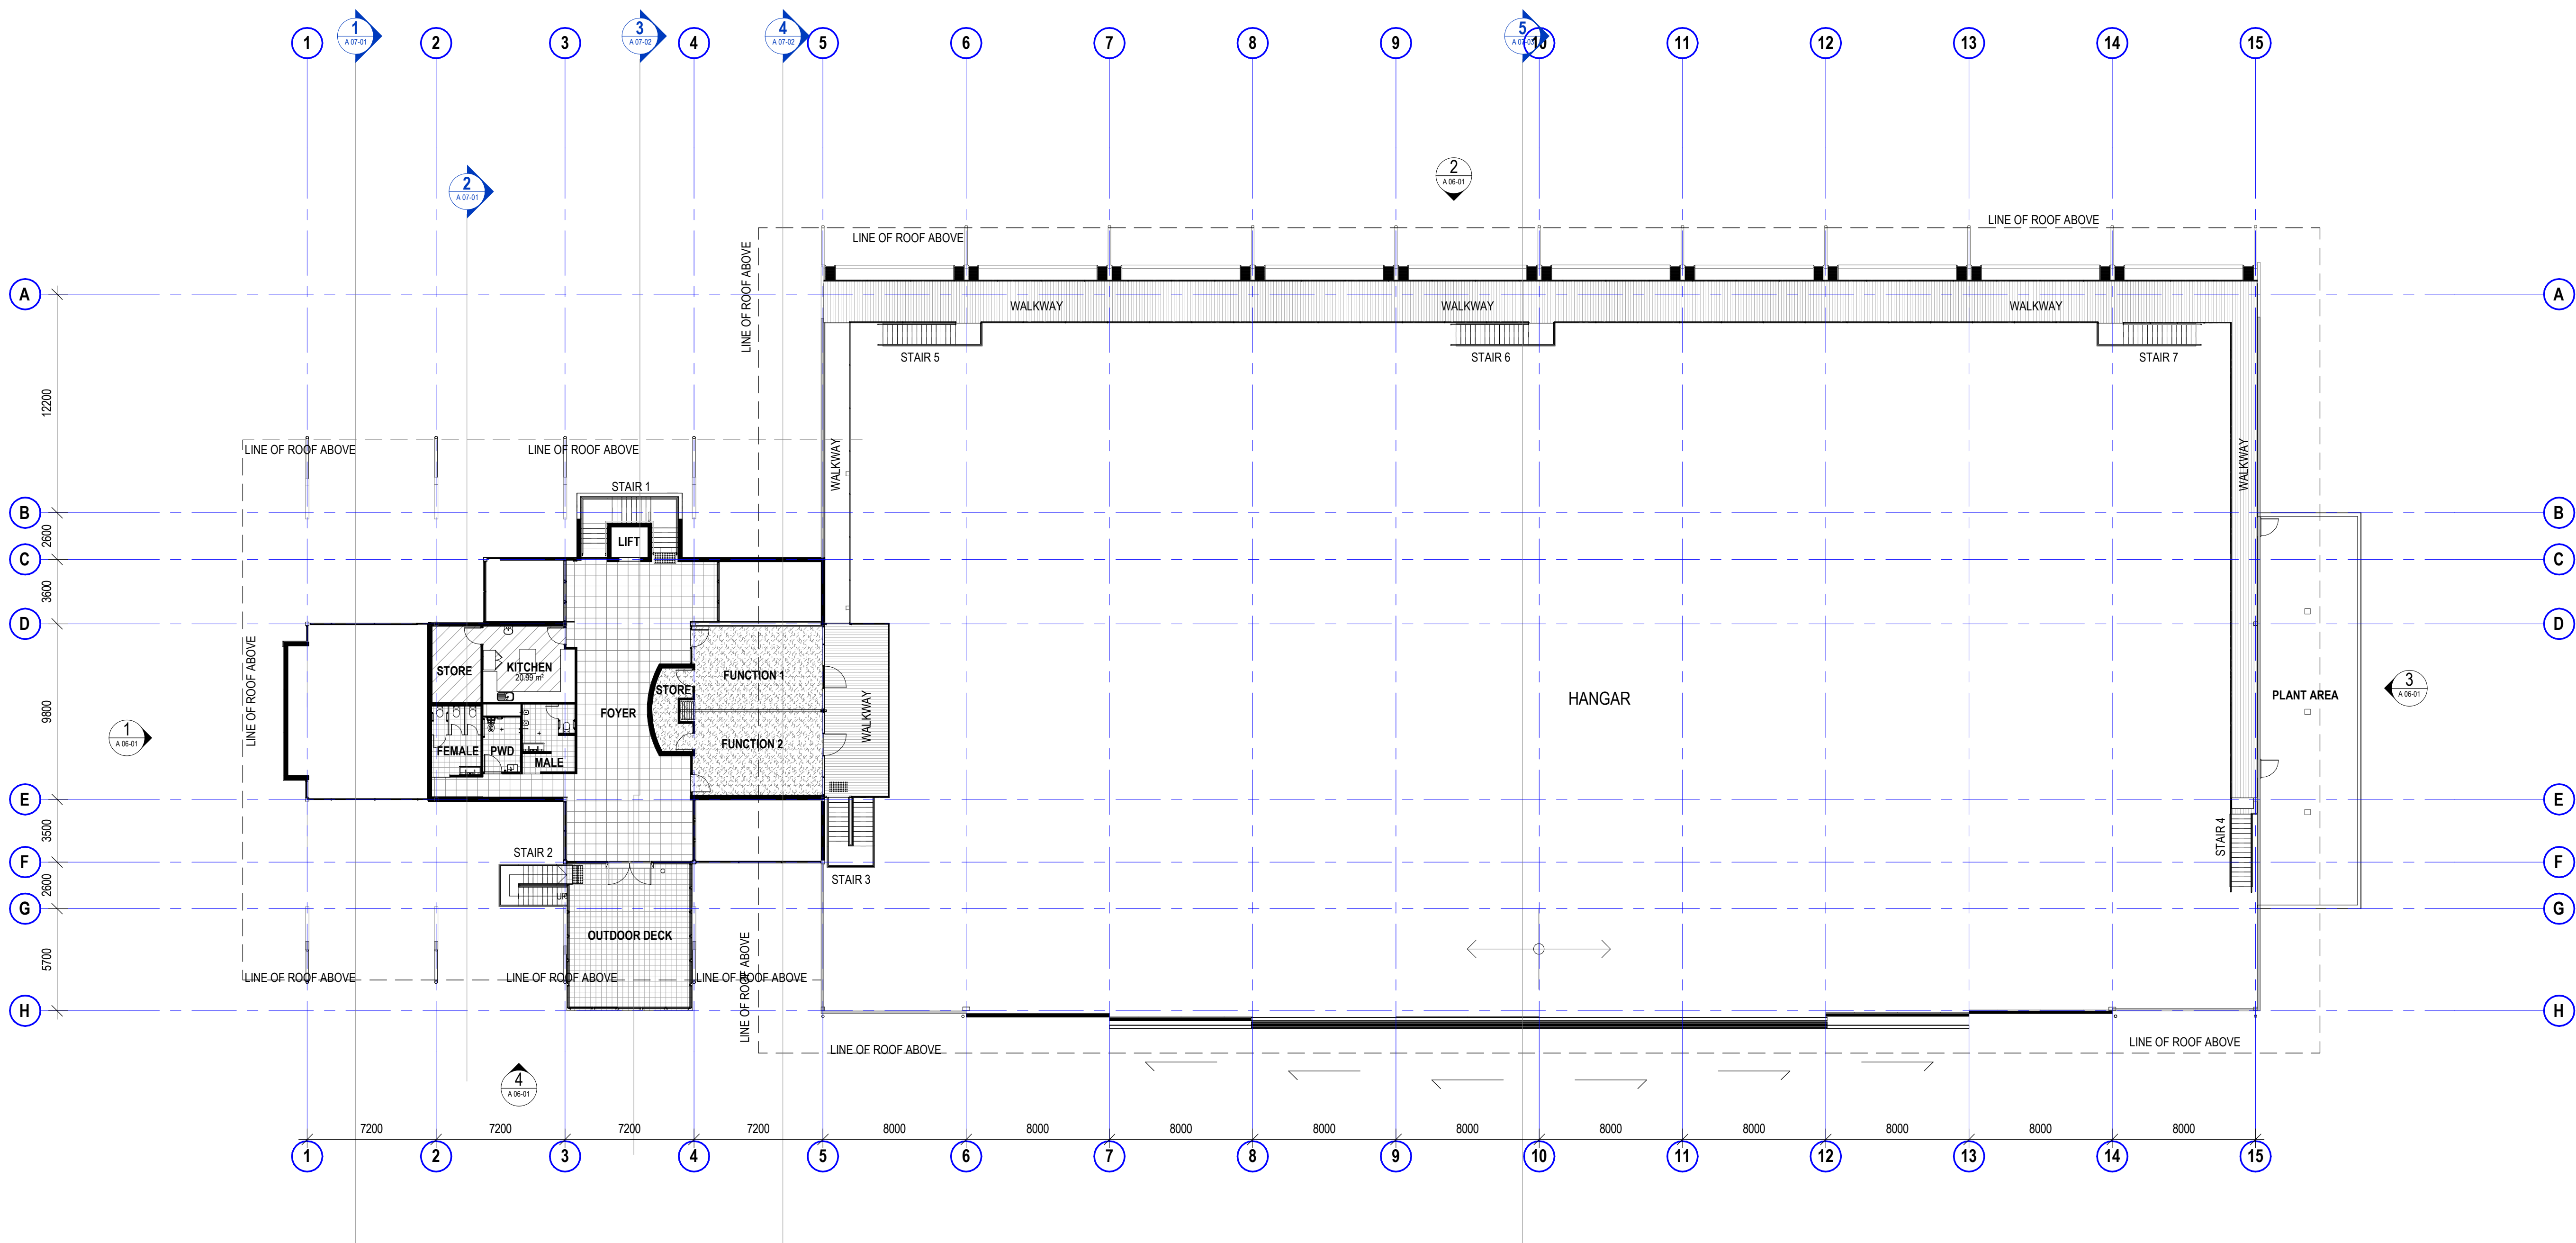 1
A 07-01
3
A 07-02
4
A 07-02
5
1
2
3
4
5
6
7
8
9
10
11
12
13
14
15
2
A 07-01
2
A 06-01
LINE OF ROOF ABOVE
LINE OF ROOF ABOVE
LINE OF ROOF ABOVE
A
WALKWAY
WALKWAY
WALKWAY
A
STAIR 5
STAIR 6
STAIR 7
12200
LINE OF ROOF ABOVE
LINE OF ROOF ABOVE
WALKWAY
WALKWAY
STAIR 1
B
B
2600
LIFT
C
C
3600
D
D
STORE
KITCHEN
20.99 m²
STORE
FUNCTION 1
LINE OF ROOF ABOVE
9800
FOYER
WALKWAY
HANGAR
PLANT AREA
3
A 06-01
1
A 06-01
FEMALE
PWD
MALE
FUNCTION 2
E
E
3500
STAIR 2
STAIR 3
STAIR 4
F
F
2600
UP
G
G
OUTDOOR DECK
5700
LINE OF ROOF ABOVE
LINE OF ROOF ABOVE
LINE OF ROOF ABOVE
LINE OF ROOF ABOVE
H
H
LINE OF ROOF ABOVE
LINE OF ROOF ABOVE
4
A 06-01
7200
7200
7200
7200
8000
8000
8000
8000
8000
8000
8000
8000
8000
8000
1
2
3
4
5
6
7
8
9
10
11
12
13
14
15